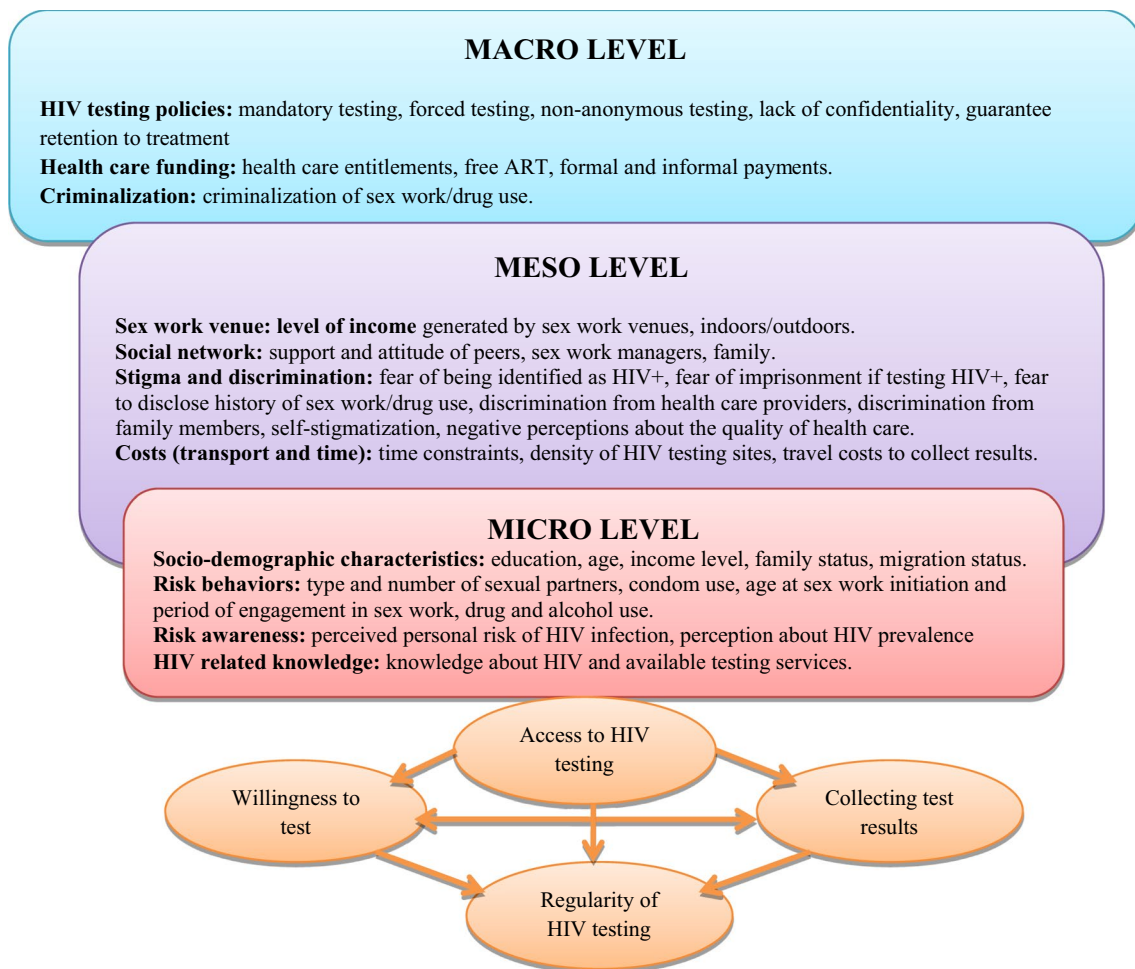 MACRO LEVEL
HIV testing policies: mandatory testing, forced testing, non-anonymous testing, lack of confidentiality, guarantee
retention to treatment
Health care funding: health care entitlements, free ART, formal and informal payments.
Criminalization: criminalization of sex work/drug use.
MESO LEVEL
Sex work venue: level of income generated by sex work venues, indoors/outdoors.
Social network: support and attitude of peers, sex work managers, family.
Stigma and discrimination: fear of being identified as HIV+, fear of imprisonment if testing HIV+, fear
to disclose history of sex work/drug use, discrimination from health care providers, discrimination from
family members, self-stigmatization, negative perceptions about the quality of health care.
Costs (transport and time): time constraints, density of HIV testing sites, travel costs to collect results.
MICRO LEVEL
Socio-demographic characteristics: education, age, income level, family status, migration status.
Risk behaviors: type and number of sexual partners, condom use, age at sex work initiation and
period of engagement in sex work, drug and alcohol use.
Risk awareness: perceived personal risk of HIV infection, perception about HIV prevalence
HIV related knowledge: knowledge about HIV and available testing services.
Access to HIV
testing
Willingness to
test
Collecting test
results
Regularity of
HIV testing